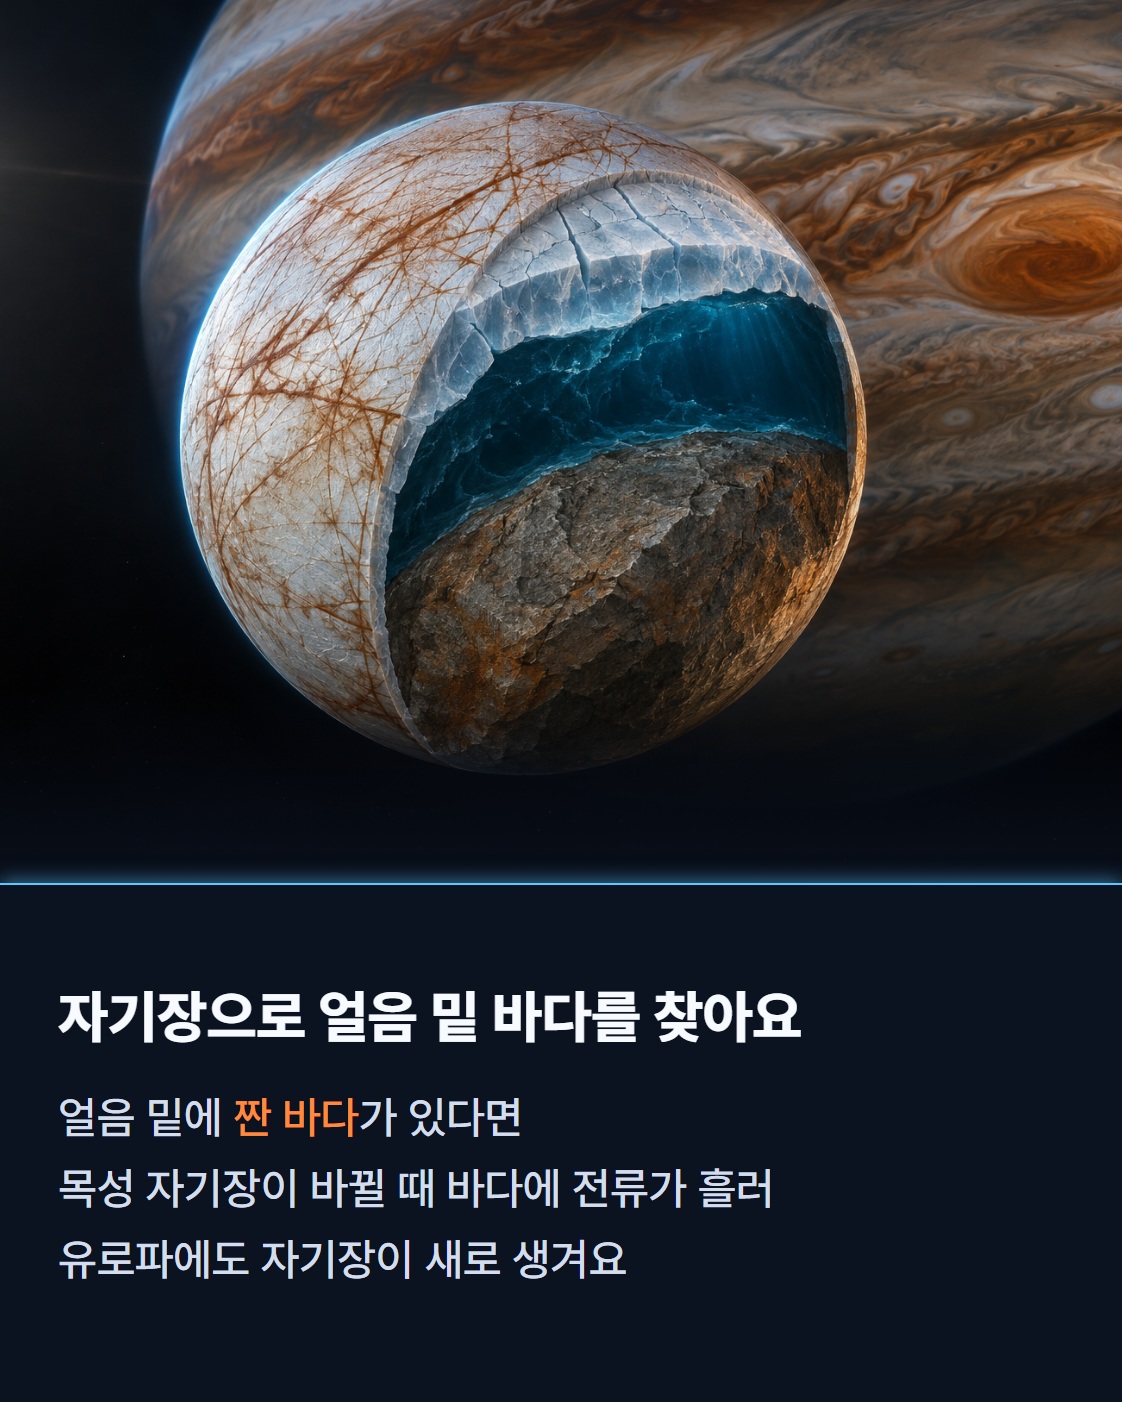 자기장으로 얼음 밑 바다를 찾아요
얼음 밑에 짠 바다가 있다면
목성 자기장이 바뀔 때 바다에 전류가 흘러
유로파에도 자기장이 새로 생겨요